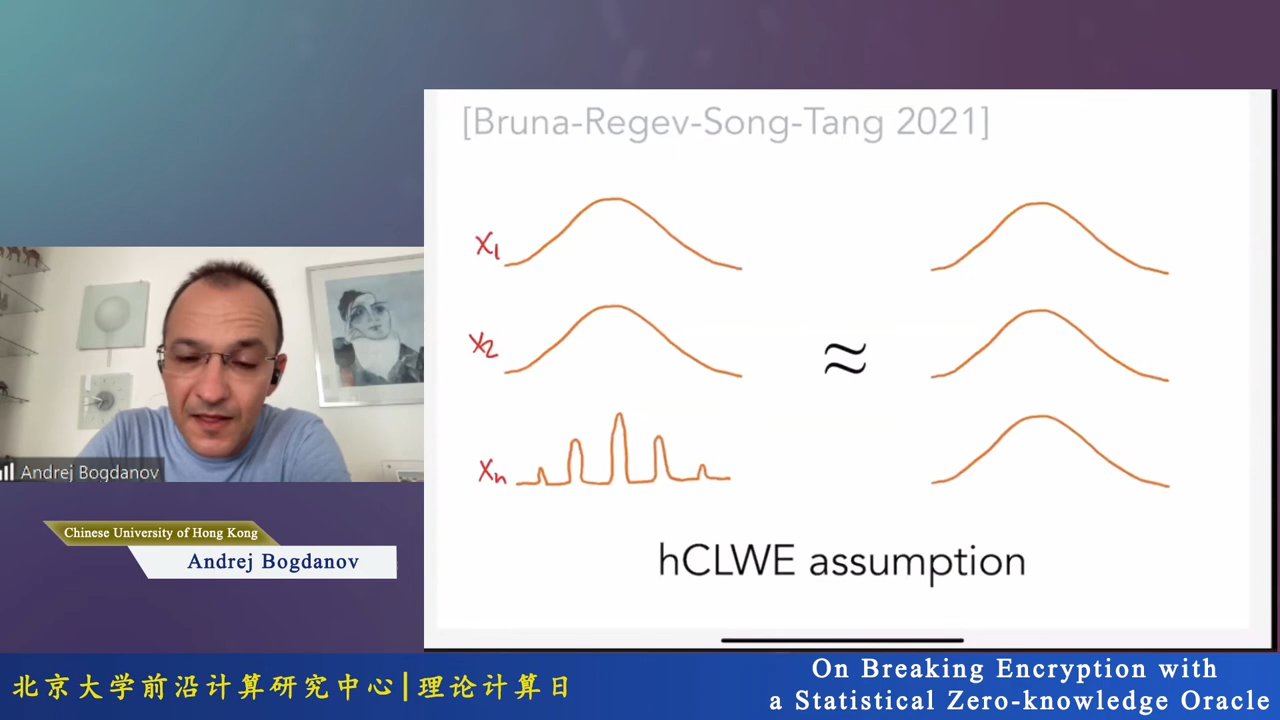 [Bruna-Regev-Song-Tang 2021]
x₁
x₂
≈
xₙ
hCLWE assumption
Andrej Bogdanov
Chinese University of Hong Kong
Andrej Bogdanov
北京大学前沿计算研究中心|理论计算日
On Breaking Encryption with
a Statistical Zero-knowledge Oracle